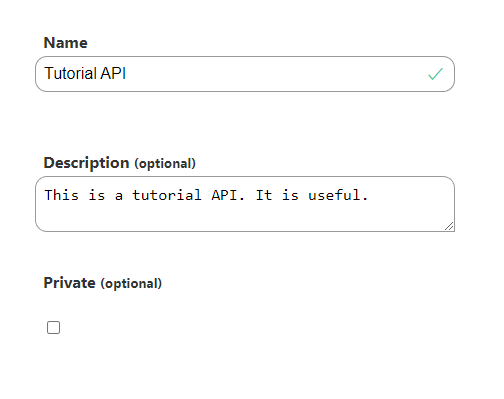 Name
Tutorial API
Description (optional)
This is a tutorial API. It is useful.
Private (optional)